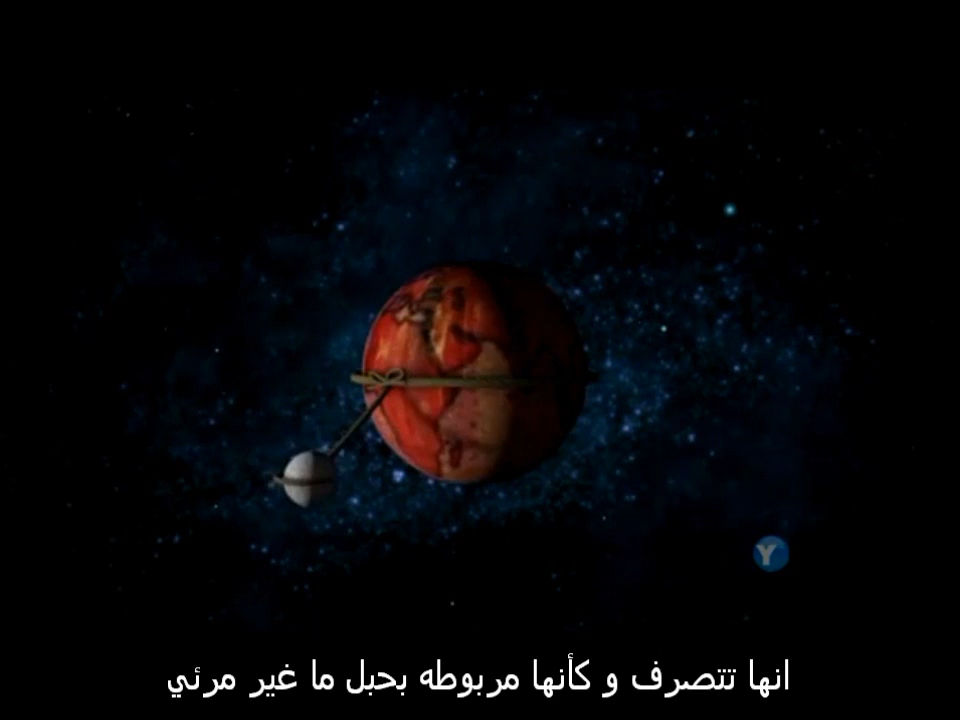 انها تتصرف و كأنها مربوطه بحبل ما غير مرئي
Y